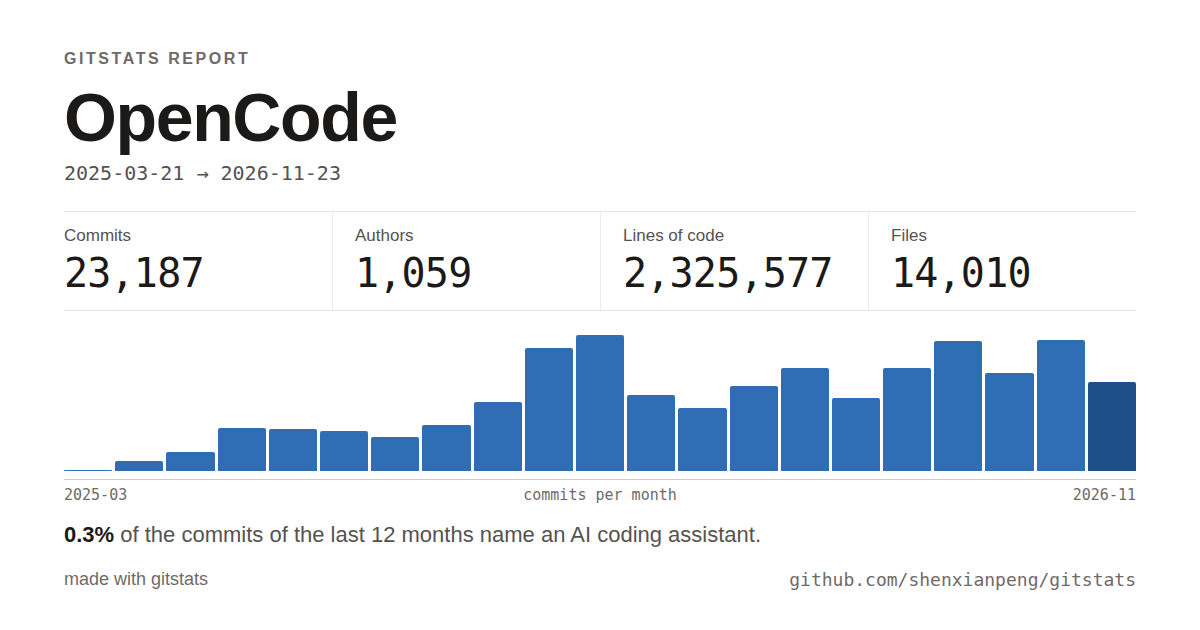 GITSTATS REPORT
OpenCode
2025-03-21 → 2026-11-23
Commits Authors Lines of code Files
23,187 1,059 2,325,577 14,010
2025-03 commits per month 2026-11
0.3% of the commits of the last 12 months name an AI coding assistant.
made with gitstats github.com/shenxianpeng/gitstats